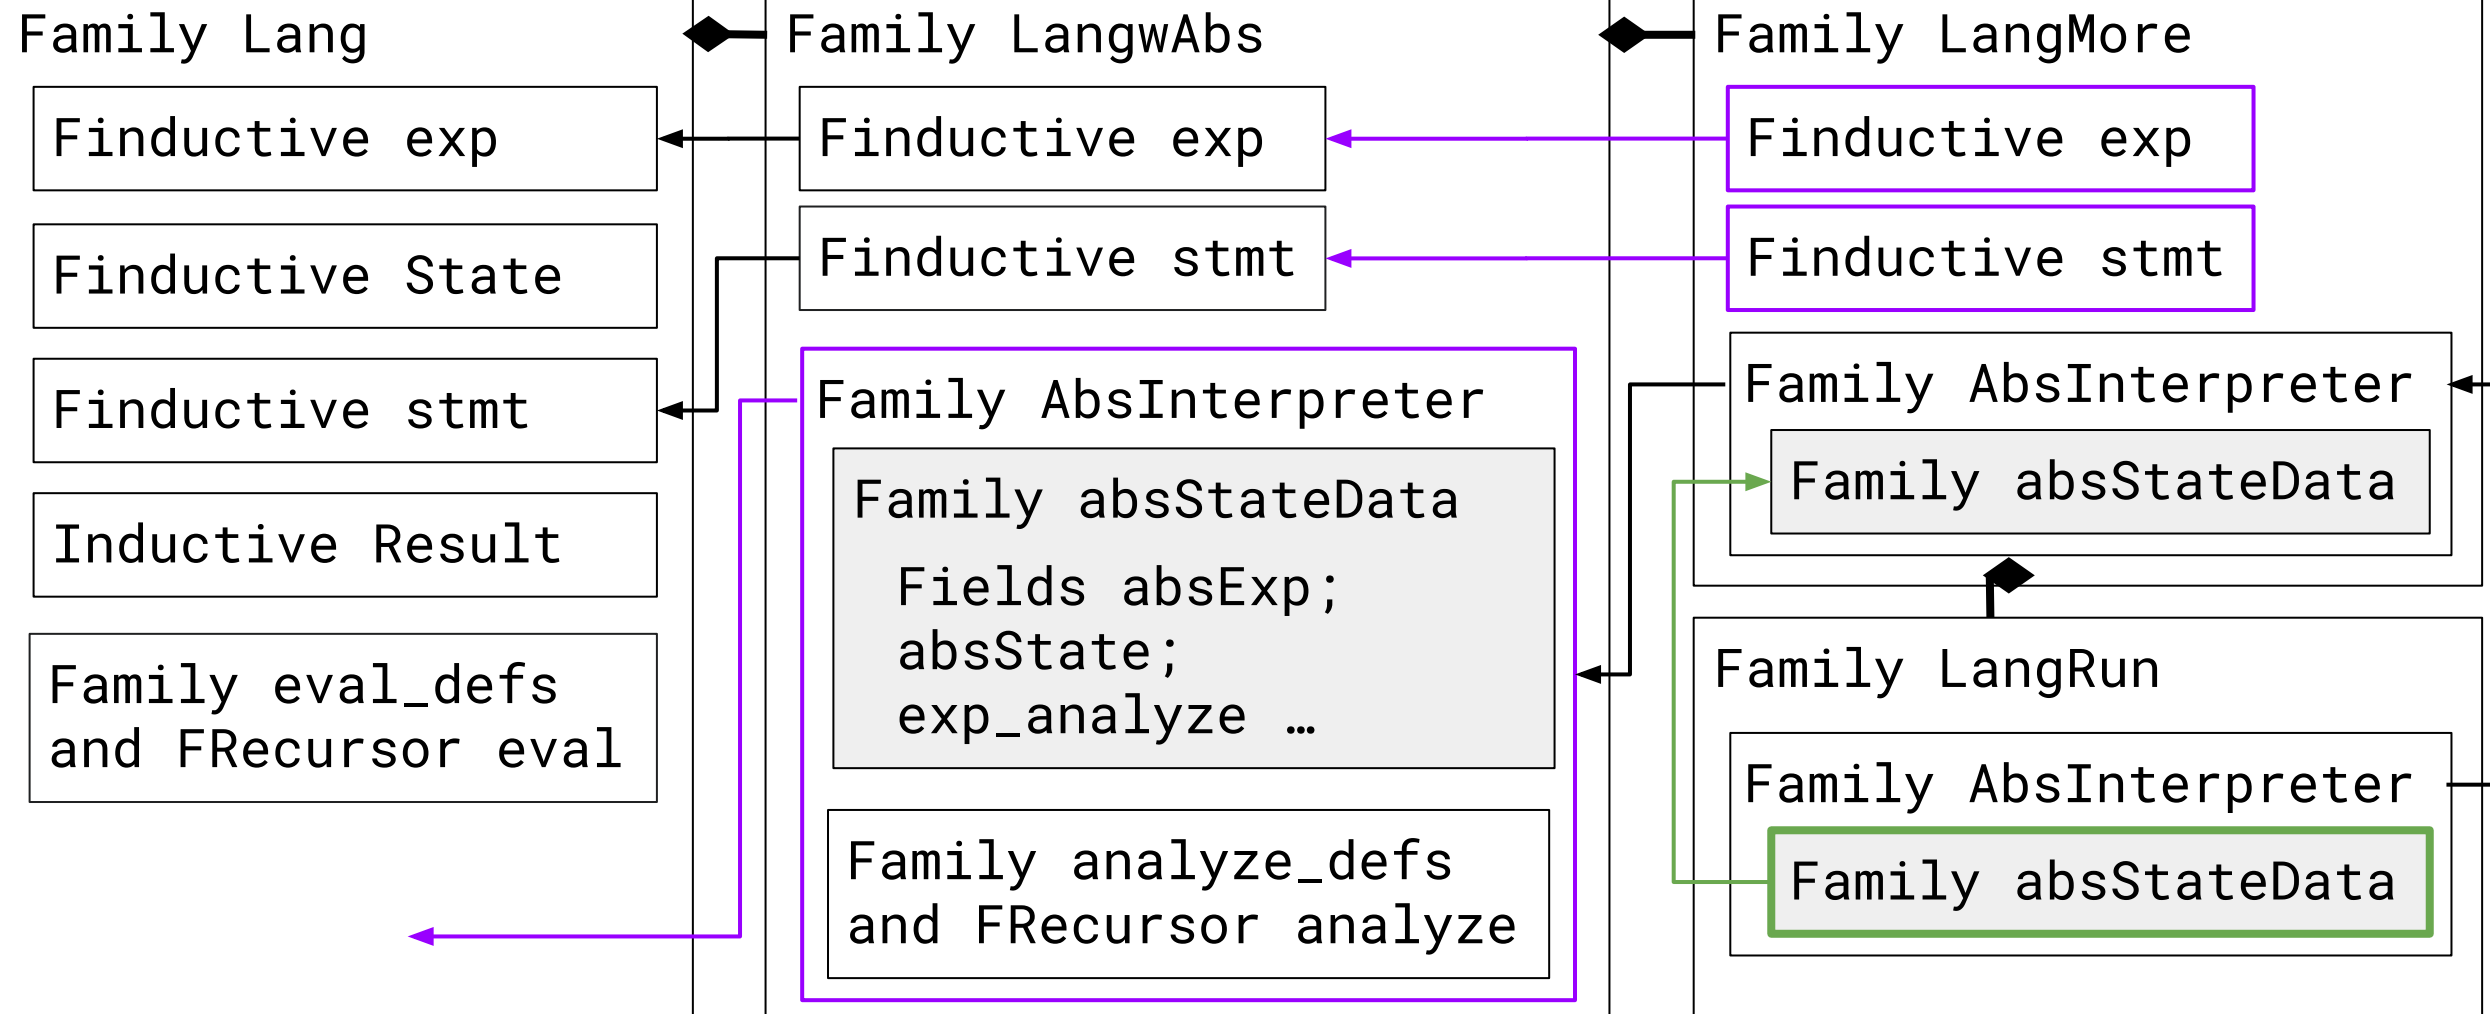 Family Lang
Finductive exp
Finductive State
Finductive stmt
Inductive Result
Family eval_defs
and FRecursor eval
Family LangwAbs
Finductive exp
Finductive stmt
Family AbsInterpreter
Family absStateData
Fields absExp;
absState;
exp_analyze …
Family analyze_defs
and FRecursor analyze
Family LangMore
Finductive exp
Finductive stmt
Family AbsInterpreter
Family absStateData
Family LangRun
Family AbsInterpreter
Family absStateData